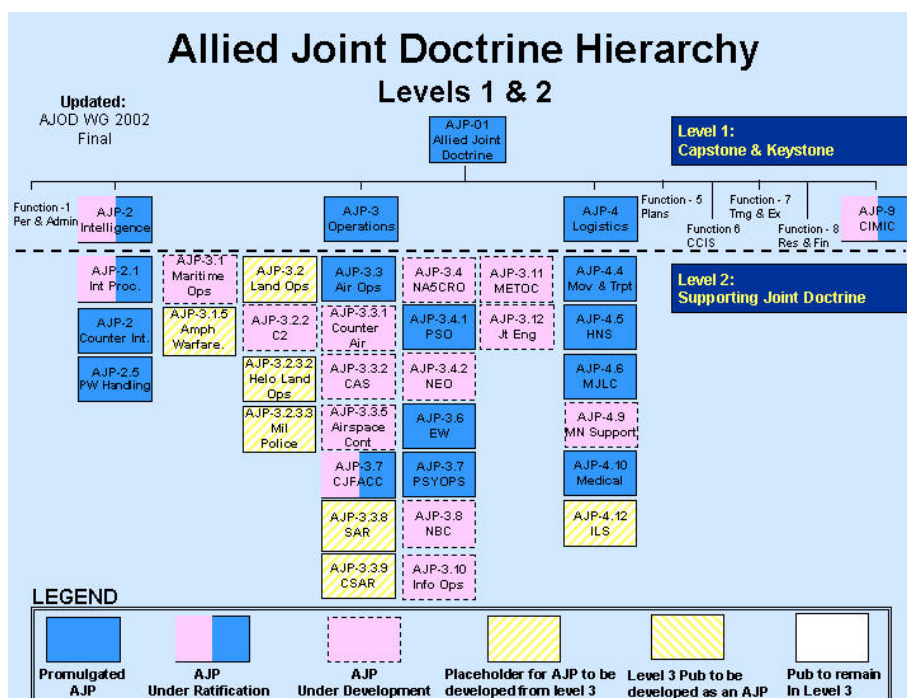 Allied Joint Doctrine Hierarchy
Levels 1 & 2
Updated:
AJOD WG 2002
Final
AJP-01
Allied Joint
Doctrine
Level 1:
Capstone & Keystone
Function -1
Per & Admin
AJP-2
Intelligence
AJP-3
Operations
AJP-4
Logistics
Function - 5
Plans
Function 6
CCIS
Function - 7
Trng & Ex
Function - 8
Res & Fin
AJP-9
CIMIC
Level 2:
Supporting Joint Doctrine
AJP-2.1
Int Proc.
AJP-2
Counter Int.
AJP-2.5
PW Handling
AJP-3.1
Maritime
Ops
AJP-3.1.5
Amph
Warfare.
AJP-3.2
Land Ops
AJP-3.2.2
C2
AJP-3.2.3.2
Helo Land
Ops
AJP-3.2.3.3
Mil
Police
AJP-3.3
Air Ops
AJP-3.3.1
Counter
Air
AJP-3.3.2
CAS
AJP-3.3.5
Airspace
Cont
AJP-3.7
CJFACC
AJP-3.3.8
SAR
AJP-3.3.9
CSAR
AJP-3.4
NA5CRO
AJP-3.4.1
PSO
AJP-3.4.2
NEO
AJP-3.6
EW
AJP-3.7
PSYOPS
AJP-3.8
NBC
AJP-3.10
Info Ops
AJP-3.11
METOC
AJP-3.12
Jt Eng
AJP-4.4
Mov & Trpt
AJP-4.5
HNS
AJP-4.6
MJLC
AJP-4.9
MN Support
AJP-4.10
Medical
AJP-4.12
ILS
LEGEND
Promulgated
AJP
AJP
Under Ratification
AJP
Under Development
Placeholder for AJP to be
developed from level 3
Level 3 Pub to be
developed as an AJP
Pub to remain
in Level 3